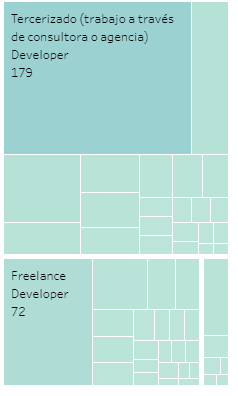 Tercerizado (trabajo a través
de consultora o agencia)
Developer
179
Freelance
Developer
72